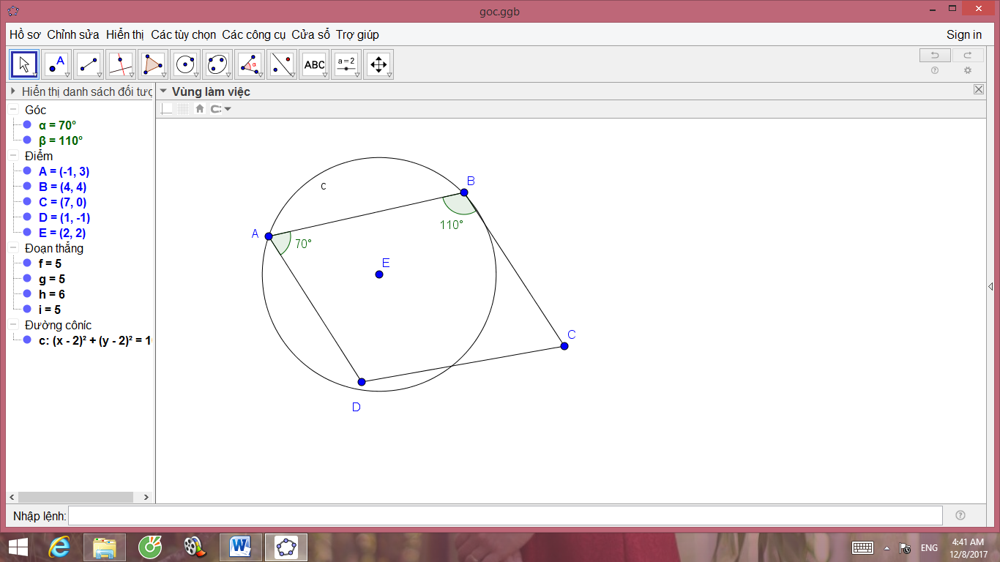 goc.ggb
Hồ sơ Chỉnh sửa Hiển thị Các tùy chọn Các công cụ Cửa sổ Trợ giúp Sign in
A α ABC a = 2
Hiển thị danh sách đối tượ
Vùng làm việc
Góc
α = 70°
β = 110°
Điểm
A = (-1, 3)
B = (4, 4)
C = (7, 0)
D = (1, -1)
E = (2, 2)
Đoạn thẳng
f = 5
g = 5
h = 6
i = 5
Đường côníc
c: (x - 2)² + (y - 2)² = 1
c
B
110°
A
70°
E
C
D
Nhập lệnh:
ENG
4:41 AM
12/8/2017